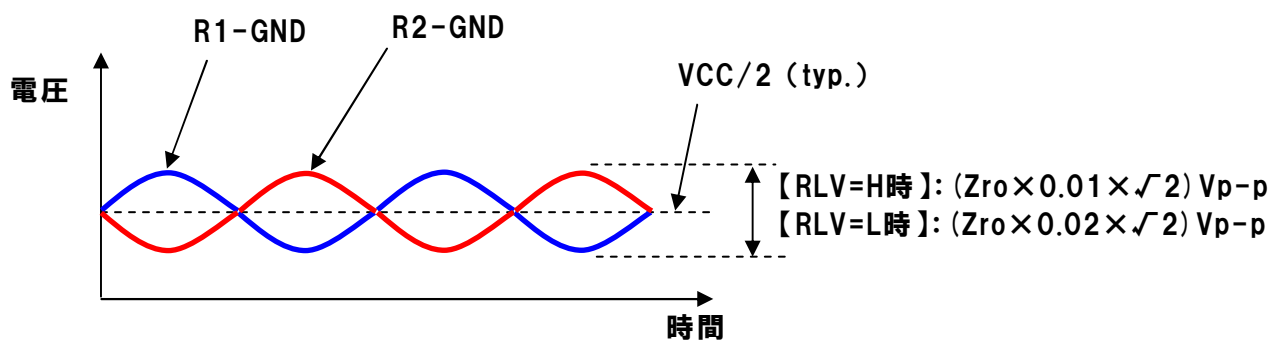 R1-GND
R2-GND
VCC/2 (typ.)
電圧
【RLV=H時】:(Zro×0.01×√2)Vp-p
【RLV=L時】:(Zro×0.02×√2)Vp-p
時間